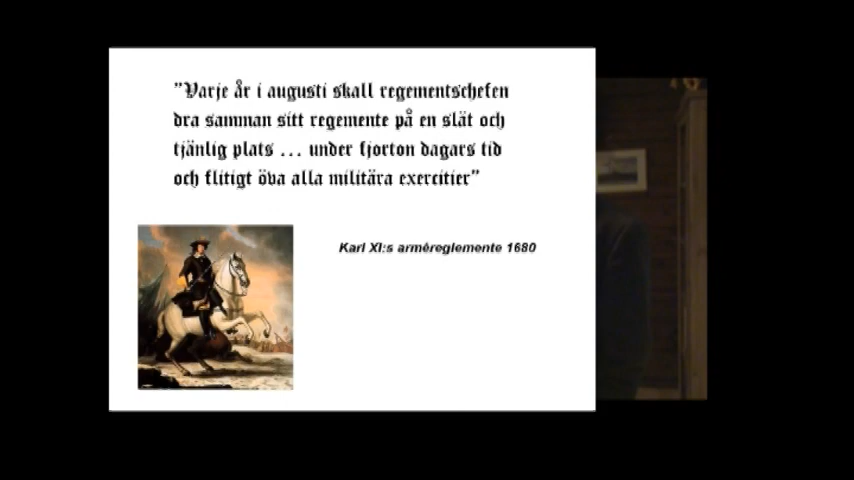 ”Varje år i augusti skall regementschefen
dra samman sitt regemente på en slät och
tjänlig plats ... under fjorton dagars tid
och flitigt öva alla militära exercitier”
Karl XI:s arméreglemente 1680